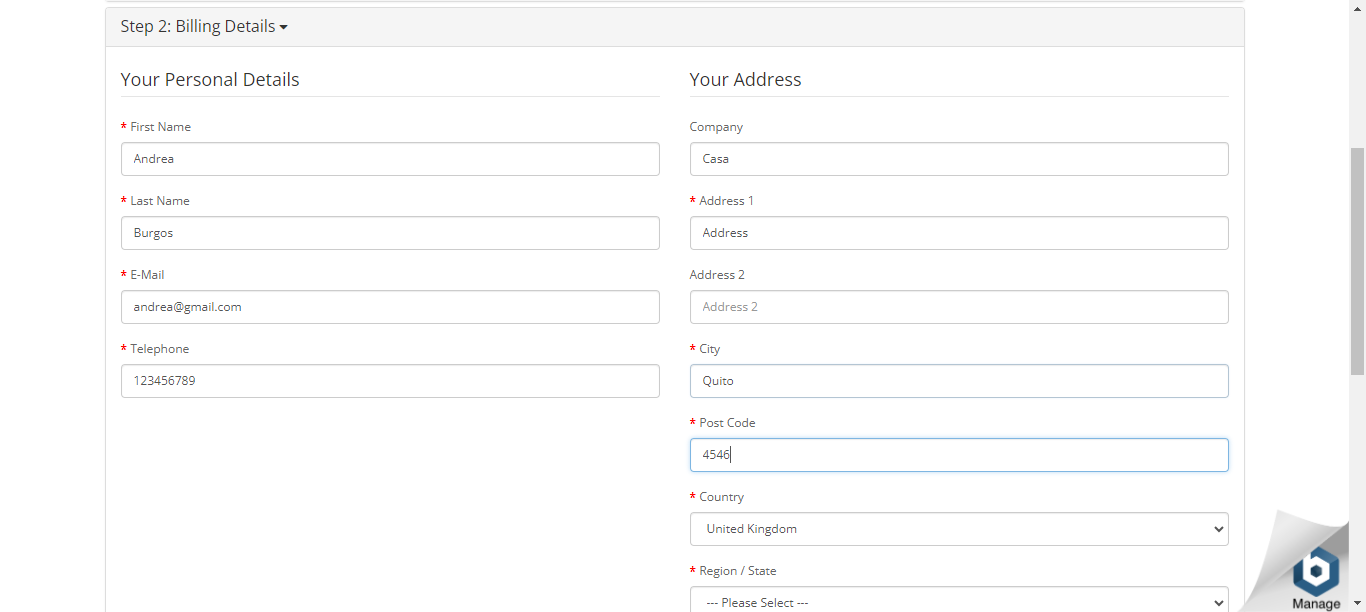 Step 2: Billing Details
Your Personal Details
* First Name
Andrea
* Last Name
Burgos
* E-Mail
andrea@gmail.com
* Telephone
123456789
Your Address
Company
Casa
* Address 1
Address
Address 2
Address 2
* City
Quito
* Post Code
4546
* Country
United Kingdom
* Region / State
--- Please Select ---
b
Manage